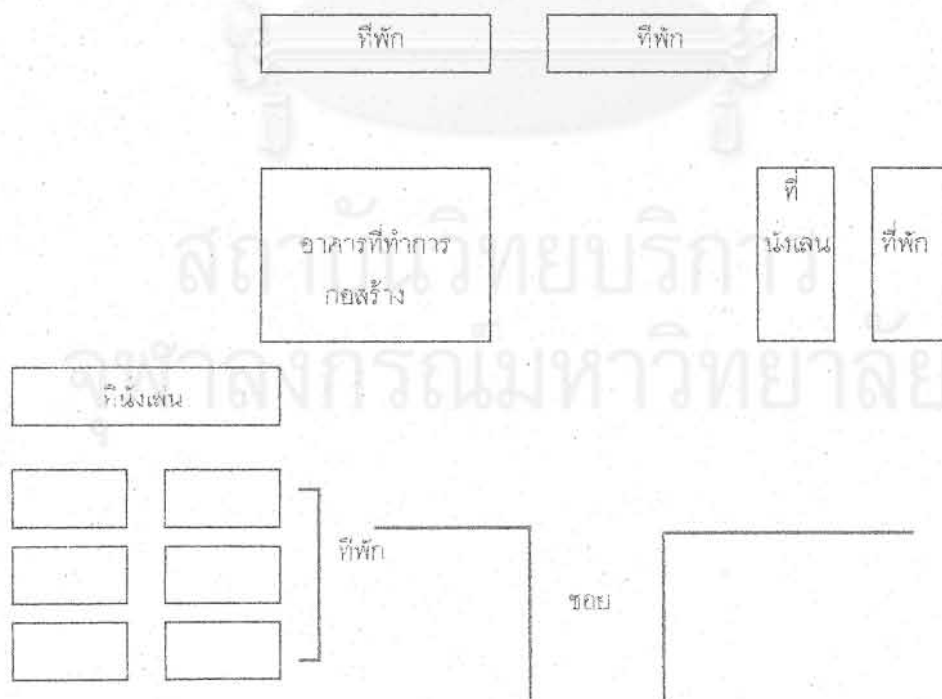 ที่พัก ที่พัก
อาคารที่ทำการ
กอสร้าง
ที่
นั่งเลน
ที่พัก
สถาบันวิทยบริการ
จุฬาลงกรณ์มหาวิทยาลัย
ที่นั่งเล่น
ที่พัก
ซอย